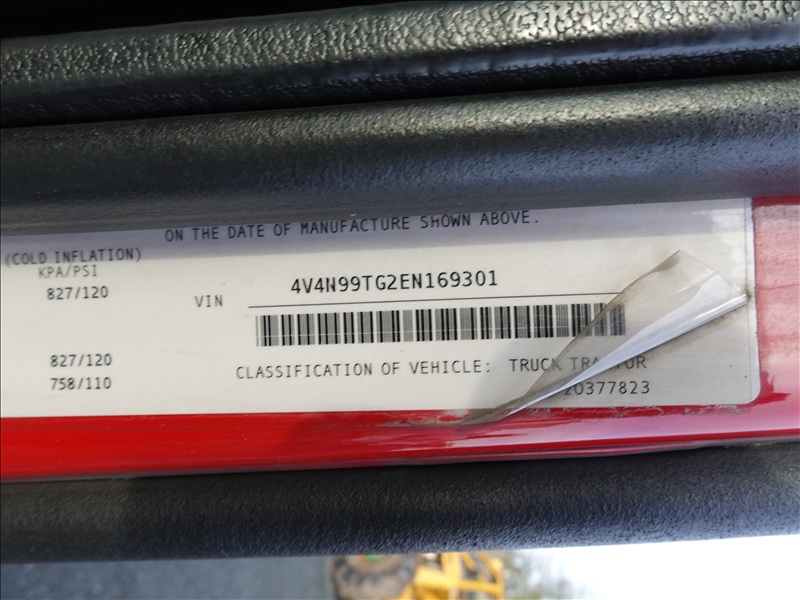 ON THE DATE OF MANUFACTURE SHOWN ABOVE.
(COLD INFLATION)
KPA/PSI
827/120
VIN 4V4N99TG2EN169301
827/120
CLASSIFICATION OF VEHICLE: TRUCK TRACTOR
758/110
20377823